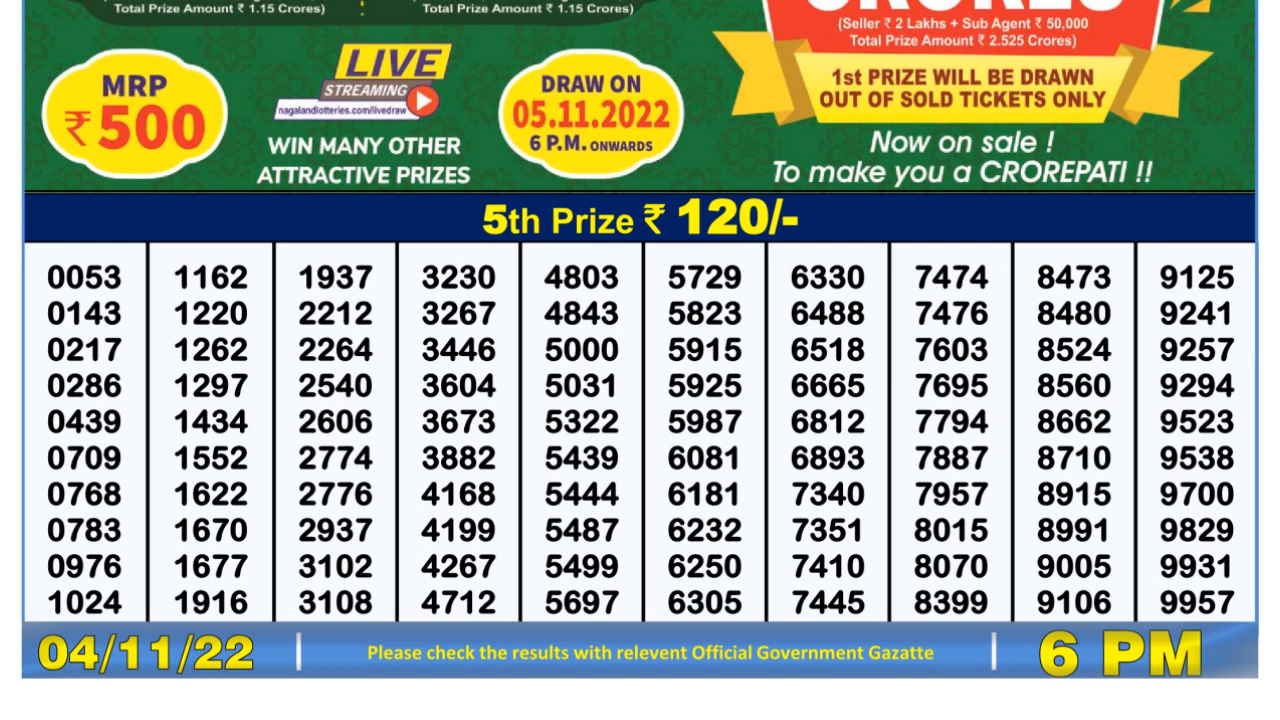 Total Prize Amount ₹ 1.15 Crores)
Total Prize Amount ₹ 1.15 Crores)
CRORES
(Seller ₹ 2 Lakhs + Sub Agent ₹ 50,000
Total Prize Amount ₹ 2.525 Crores)
MRP
₹500
LIVE
STREAMING
nagalandlotteries.com/livedraw
WIN MANY OTHER
ATTRACTIVE PRIZES
DRAW ON
05.11.2022
6 P.M. ONWARDS
1st PRIZE WILL BE DRAWN
OUT OF SOLD TICKETS ONLY
Now on sale !
To make you a CROREPATI !!
5th Prize ₹ 120/-
0053 1162 1937 3230 4803 5729 6330 7474 8473 9125
0143 1220 2212 3267 4843 5823 6488 7476 8480 9241
0217 1262 2264 3446 5000 5915 6518 7603 8524 9257
0286 1297 2540 3604 5031 5925 6665 7695 8560 9294
0439 1434 2606 3673 5322 5987 6812 7794 8662 9523
0709 1552 2774 3882 5439 6081 6893 7887 8710 9538
0768 1622 2776 4168 5444 6181 7340 7957 8915 9700
0783 1670 2937 4199 5487 6232 7351 8015 8991 9829
0976 1677 3102 4267 5499 6250 7410 8070 9005 9931
1024 1916 3108 4712 5697 6305 7445 8399 9106 9957
04/11/22 Please check the results with relevent Official Government Gazatte 6 PM